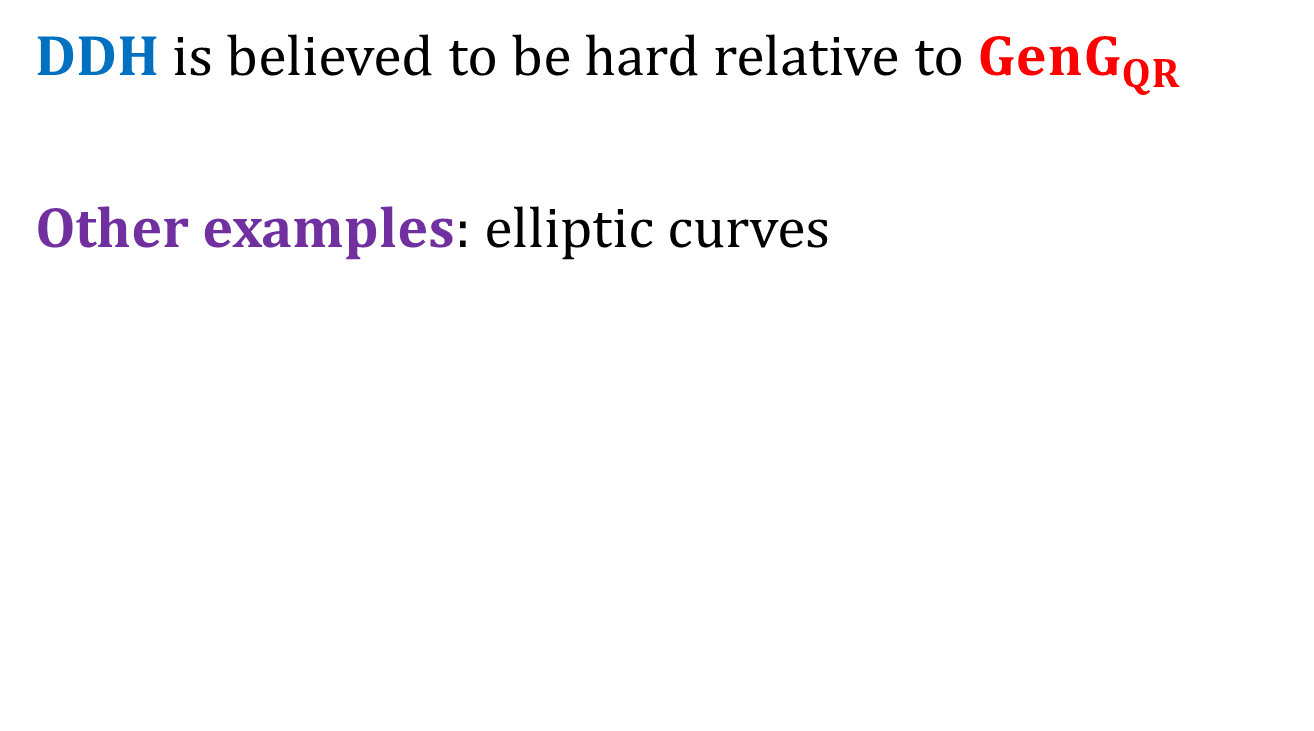 DDH is believed to be hard relative to GenG_QR
Other examples: elliptic curves